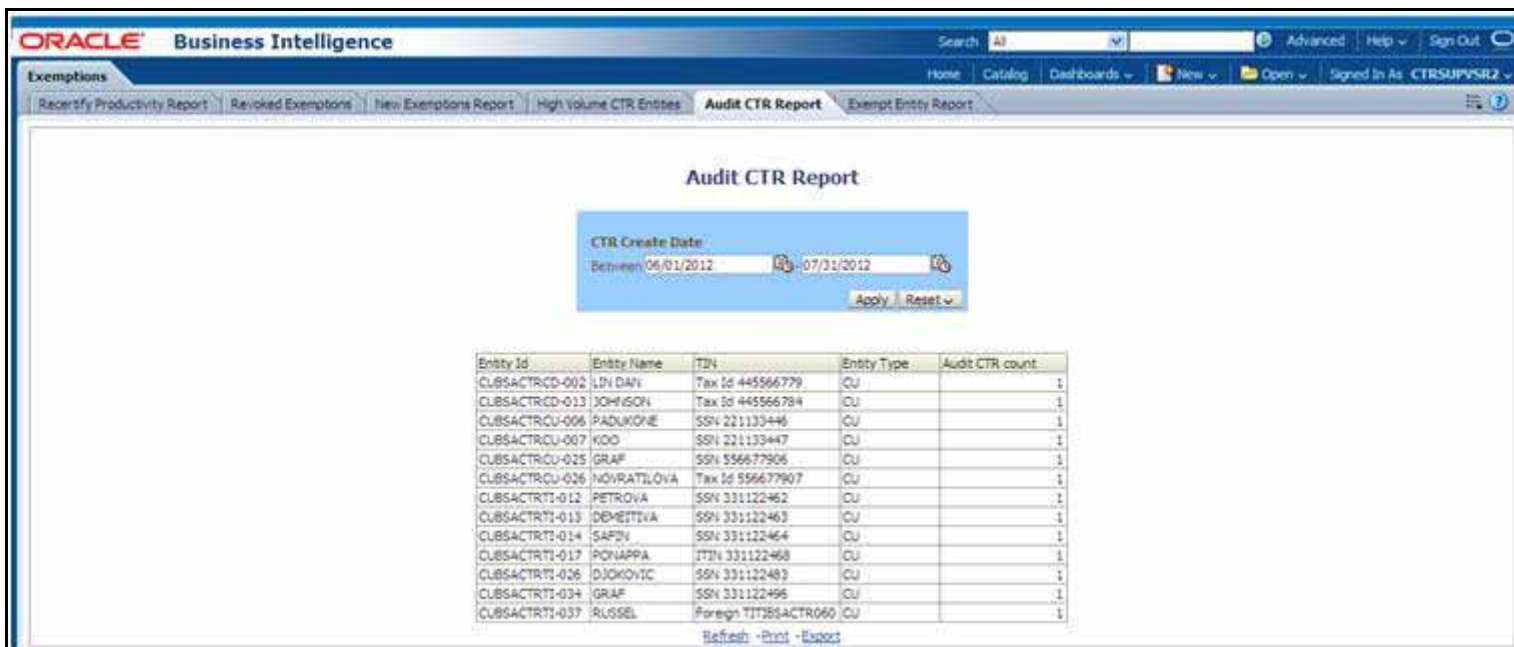 ORACLE Business Intelligence Search All Advanced Help Sign Out
Exemptions Home Catalog Dashboards New Open Signed In As CTRSUPVSR2
Recertify Productivity Report Revoked Exemptions New Exemptions Report High Volume CTR Entities Audit CTR Report Exempt Entity Report
Audit CTR Report
CTR Create Date
Between 06/01/2012 - 07/31/2012
Apply Reset
Entity Id Entity Name TIN Entity Type Audit CTR count
CUBSACTRCD-002 LIN DAN Tax Id 445566779 CU 1
CUBSACTRCD-013 JOHNSON Tax Id 445566784 CU 1
CUBSACTRCU-006 PADUKONE SSN 221133446 CU 1
CUBSACTRCU-007 KOO SSN 221133447 CU 1
CUBSACTRCU-025 GRAF SSN 556677906 CU 1
CUBSACTRCU-026 NOVRATILOVA Tax Id 556677907 CU 1
CUBSACTRTI-012 PETROVA SSN 331122462 CU 1
CUBSACTRTI-013 DEMEITIVA SSN 331122463 CU 1
CUBSACTRTI-014 SAFIN SSN 331122464 CU 1
CUBSACTRTI-017 PONAPPA ITIN 331122468 CU 1
CUBSACTRTI-026 DJOKOVIC SSN 331122483 CU 1
CUBSACTRTI-034 GRAF SSN 331122496 CU 1
CUBSACTRTI-037 RUSSEL Foreign TITIBSACTR060 CU 1
Refresh - Print - Export